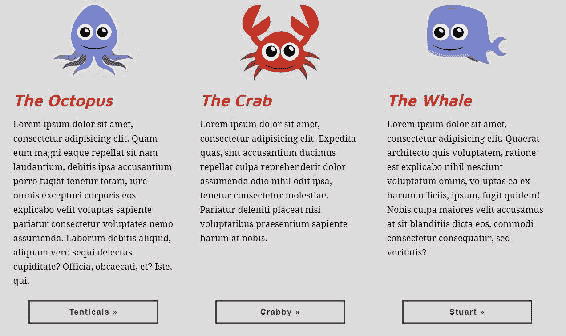 The Octopus
Lorem ipsum dolor sit amet,
consectetur adipisicing elit. Quam
eum magni eaque repellat sit nam
laudantium, debitis ipsa accusantium
porro fugiat tenetur totam, iure
omnis excepturi corporis eos
explicabo velit voluptas sapiente
pariatur consectetur voluptates nemo
assumenda. Laborum debitis aliquid,
aliquam vero sequi delectus
cupiditate? Officia, obcaecati, et? Iste,
qui.
Tenticals »
The Crab
Lorem ipsum dolor sit amet,
consectetur adipisicing elit. Expedita
quas, sint accusantium ducimus
repellat culpa reprehenderit dolor
assumenda odio nihil odit ipsa,
tenetur consectetur molestiae.
Pariatur deleniti placeat nisi
voluptatibus praesentium sapiente
harum at nobis.
Crabby »
The Whale
Lorem ipsum dolor sit amet,
consectetur adipisicing elit. Quaerat
architecto quis voluptatem, ratione
est explicabo nihil nesciunt
voluptatum omnis, voluptas ea ex
harum officiis, ipsam, fugit quidem!
Nobis culpa maiores velit accusamus
at sit blanditiis dicta eos, commodi
consectetur consequatur, sed
veritatis?
Stuart »